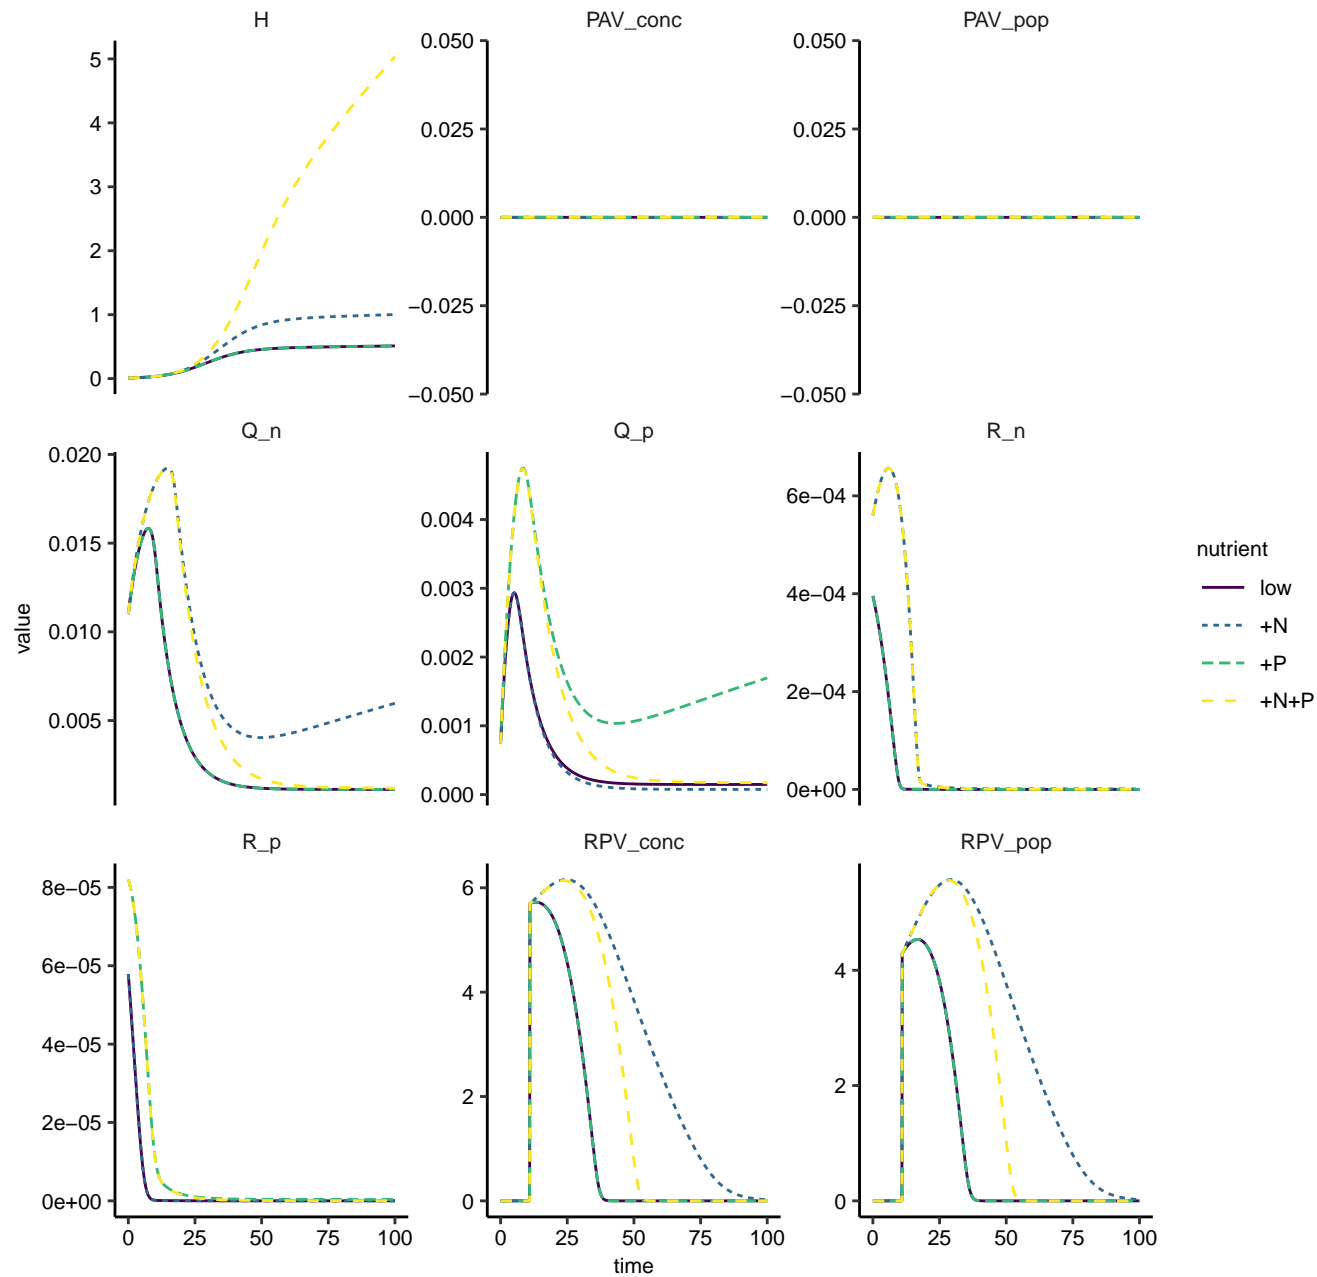 H
PAV_conc
PAV_pop
5
4
3
2
1
0
0.050
0.025
0.000
−0.025
−0.050
0.050
0.025
0.000
−0.025
−0.050
Q_n
Q_p
R_n
0.020
0.015
0.010
0.005
0.004
0.003
0.002
0.001
0.000
6e−04
4e−04
2e−04
0e+00
R_p
RPV_conc
RPV_pop
8e−05
6e−05
4e−05
2e−05
0e+00
6
4
2
0
4
2
0
0 25 50 75 100
0 25 50 75 100
0 25 50 75 100
time
value
nutrient
low
+N
+P
+N+P